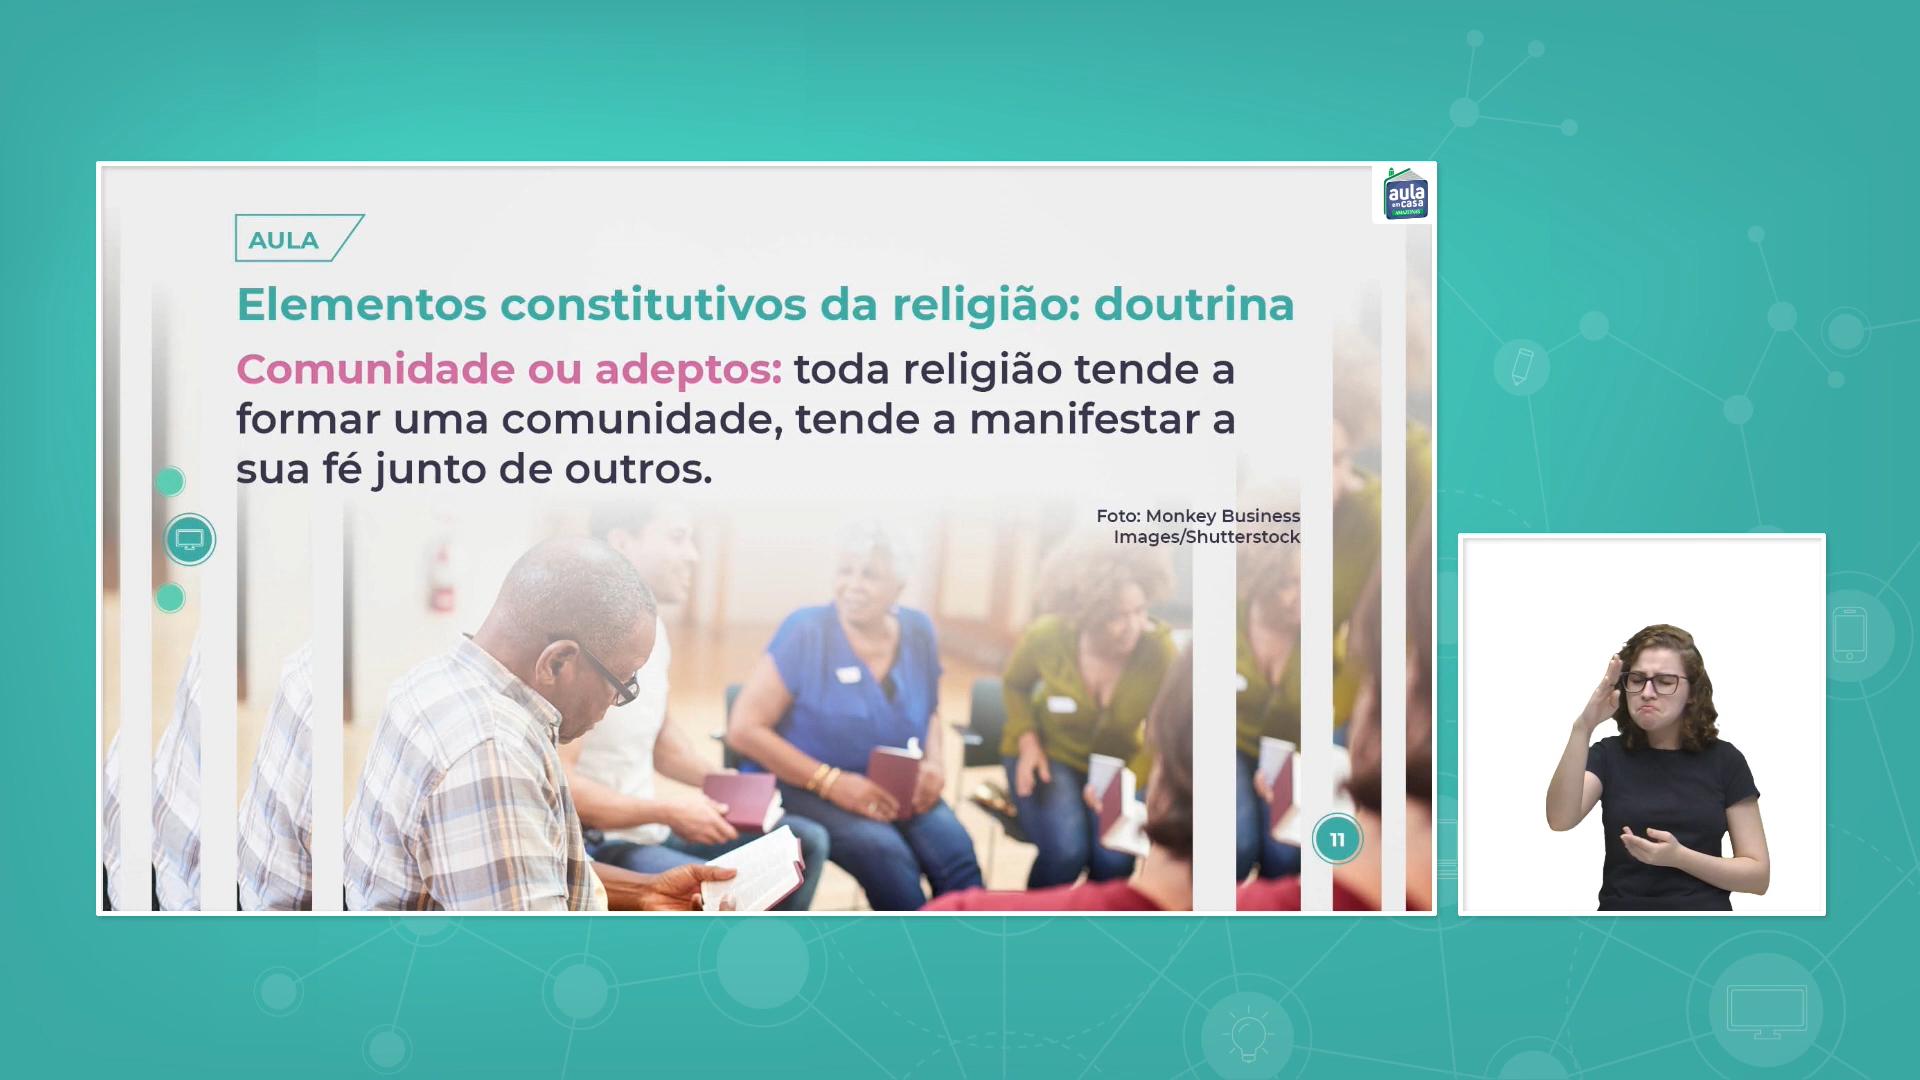 aula
em casa
AMAZONAS
AULA
Elementos constitutivos da religião: doutrina
Comunidade ou adeptos: toda religião tende a
formar uma comunidade, tende a manifestar a
sua fé junto de outros.
Foto: Monkey Business
Images/Shutterstock
11